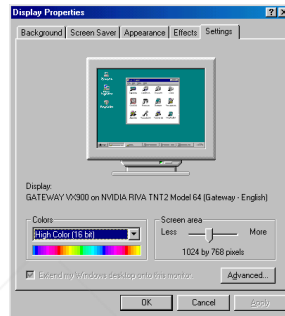 Display Properties
Background Screen Saver Appearance Effects Settings
Display:
GATEWAY VX900 on NVIDIA RIVA TNT2 Model 64 (Gateway - English)
Colors
High Color (16 bit)
Screen area
Less More
1024 by 768 pixels
Extend my Windows desktop onto this monitor.
Advanced...
OK Cancel Apply